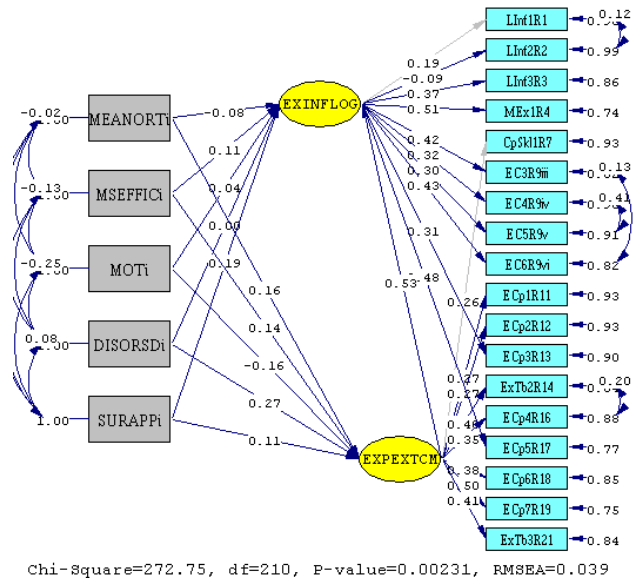 LInf1R1
0.12
LInf2R2
0.99
LInf3R3
0.86
MEx1R4
0.74
CpSkl1R7
0.93
EC3R9iii
0.13
EC4R9iv
0.41
EC5R9v
0.91
EC6R9vi
0.82
ECp1R11
0.93
ECp2R12
0.93
ECp3R13
0.90
ExTb2R14
0.20
ECp4R16
0.88
ECp5R17
0.77
ECp6R18
0.85
ECp7R19
0.75
ExTb3R21
0.84
EXINFLOG
EXPEXTCM
-0.02
MEANORTi
-0.13
MSEFFICi
-0.25
MOTi
0.08
DISORSDi
1.00
SURAPPi
-0.08
0.11
0.04
0.00
0.19
0.16
0.14
-0.16
0.27
0.11
0.19
-0.09
0.37
0.51
0.42
0.32
0.30
0.43
0.31
0.53
0.26
0.27
0.27
0.35
0.38
0.50
0.41
Chi-Square=272.75, df=210, P-value=0.00231, RMSEA=0.039